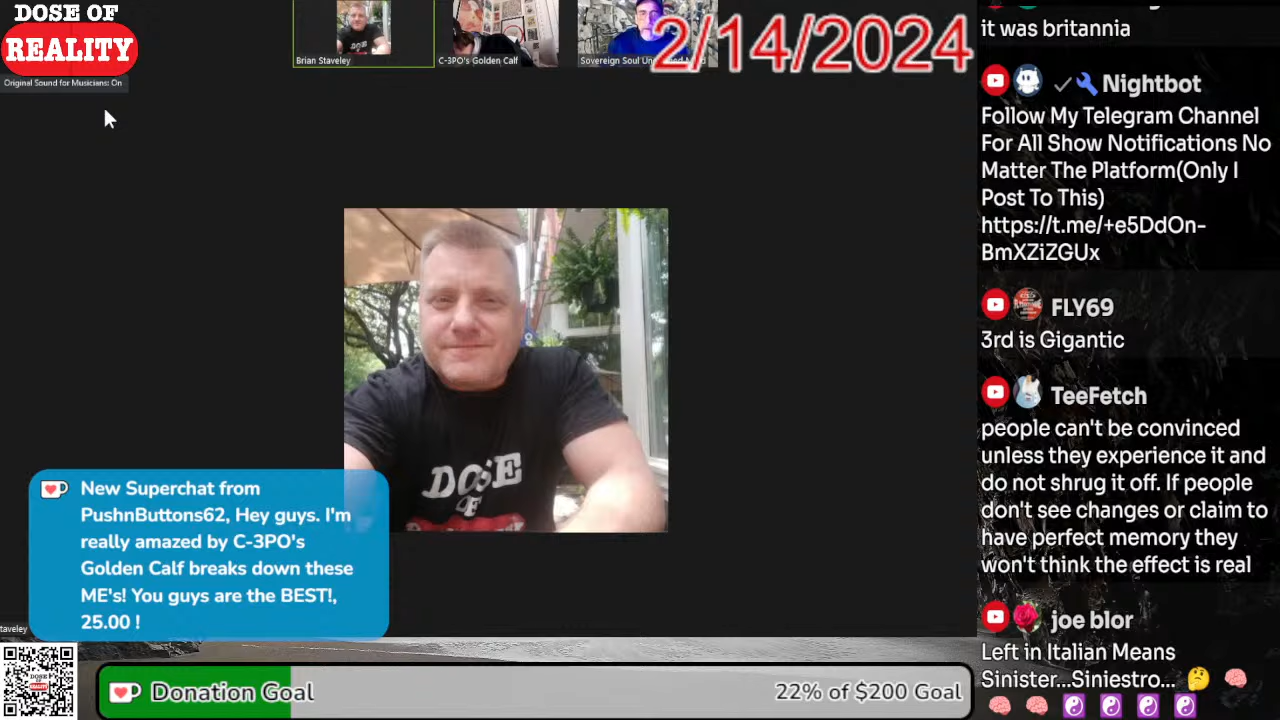 DOSE OF
REALITY
Original Sound for Musicians: On
Brian Staveley
C-3PO's Golden Calf
Sovereign Soul
2/14/2024
DOSE
OF
New Superchat from
PushnButtons62, Hey guys. I'm
really amazed by C-3PO's
Golden Calf breaks down these
ME's! You guys are the BEST!,
25.00 !
taveley
Donation Goal
22% of $200 Goal
it was britannia
Nightbot
Follow My Telegram Channel
For All Show Notifications No
Matter The Platform(Only I
Post To This)
https://t.me/+e5DdOn-
BmXZiZGUx
FLY69
3rd is Gigantic
TeeFetch
people can't be convinced
unless they experience it and
do not shrug it off. If people
don't see changes or claim to
have perfect memory they
won't think the effect is real
joe blor
Left in Italian Means
Sinister...Siniestro... 🤔 🧠
🧠 🧠 ☯️ ☯️ ☯️ ☯️